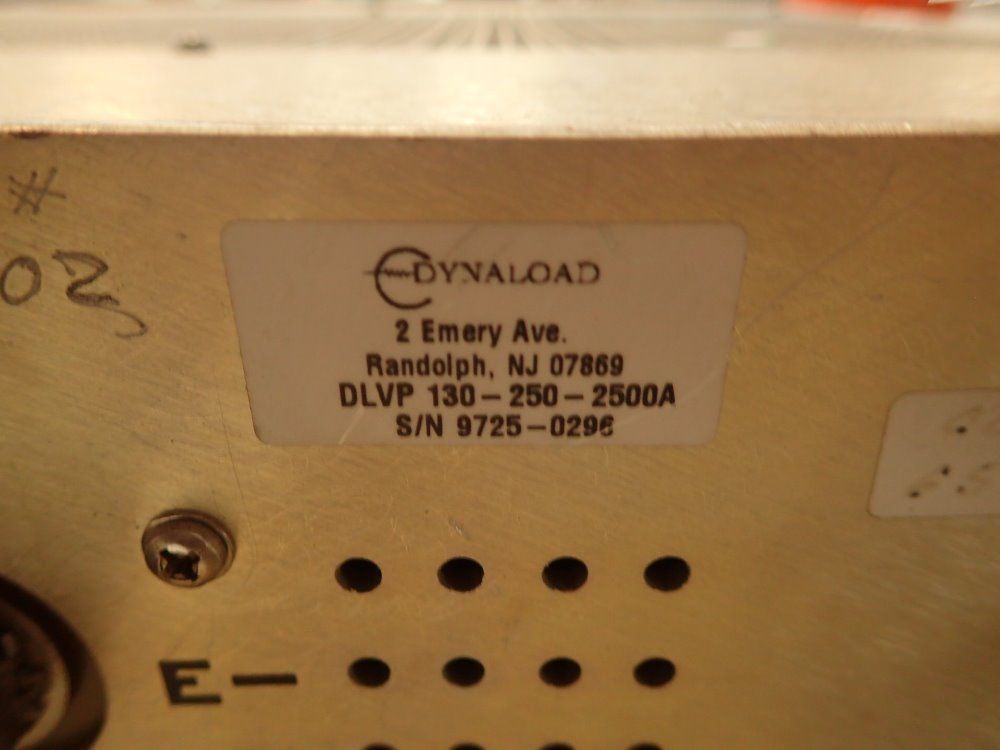 #
02
DYNALOAD
2 Emery Ave.
Randolph, NJ 07869
DLVP 130-250-2500A
S/N 9725-0296
E-